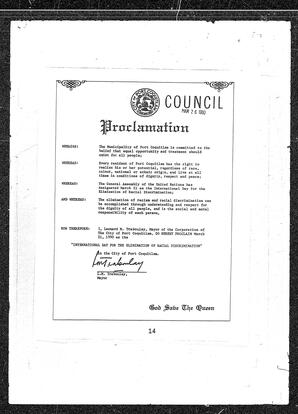 COUNCIL
MAR 26 1990
Proclamation
WHEREAS: The Municipality of Port Coquitlam is committed to the
belief that equal opportunity and treatment should
exist for all people;
WHEREAS: Every resident of Port Coquitlam has the right to
realize his or her potential, regardless of race,
colour, national or ethnic origin, and live at all
times in conditions of dignity, respect and peace;
WHEREAS: The General Assembly of the United Nations has
designated March 21 as the International Day for the
Elimination of Racial Discrimination;
AND WHEREAS: The elimination of racism and racial discrimination can
be accomplished through understanding and respect for
the dignity of all people, and is the social and moral
responsibility of each person,
NOW THEREFORE: I, Leonard M. Traboulay, Mayor of the Corporation of
The City of Port Coquitlam, DO HEREBY PROCLAIM March
21, 1990 as the
"INTERNATIONAL DAY FOR THE ELIMINATION OF RACIAL DISCRIMINATION"
in the City of Port Coquitlam.
L.M. Traboulay,
Mayor
God Save The Queen
14